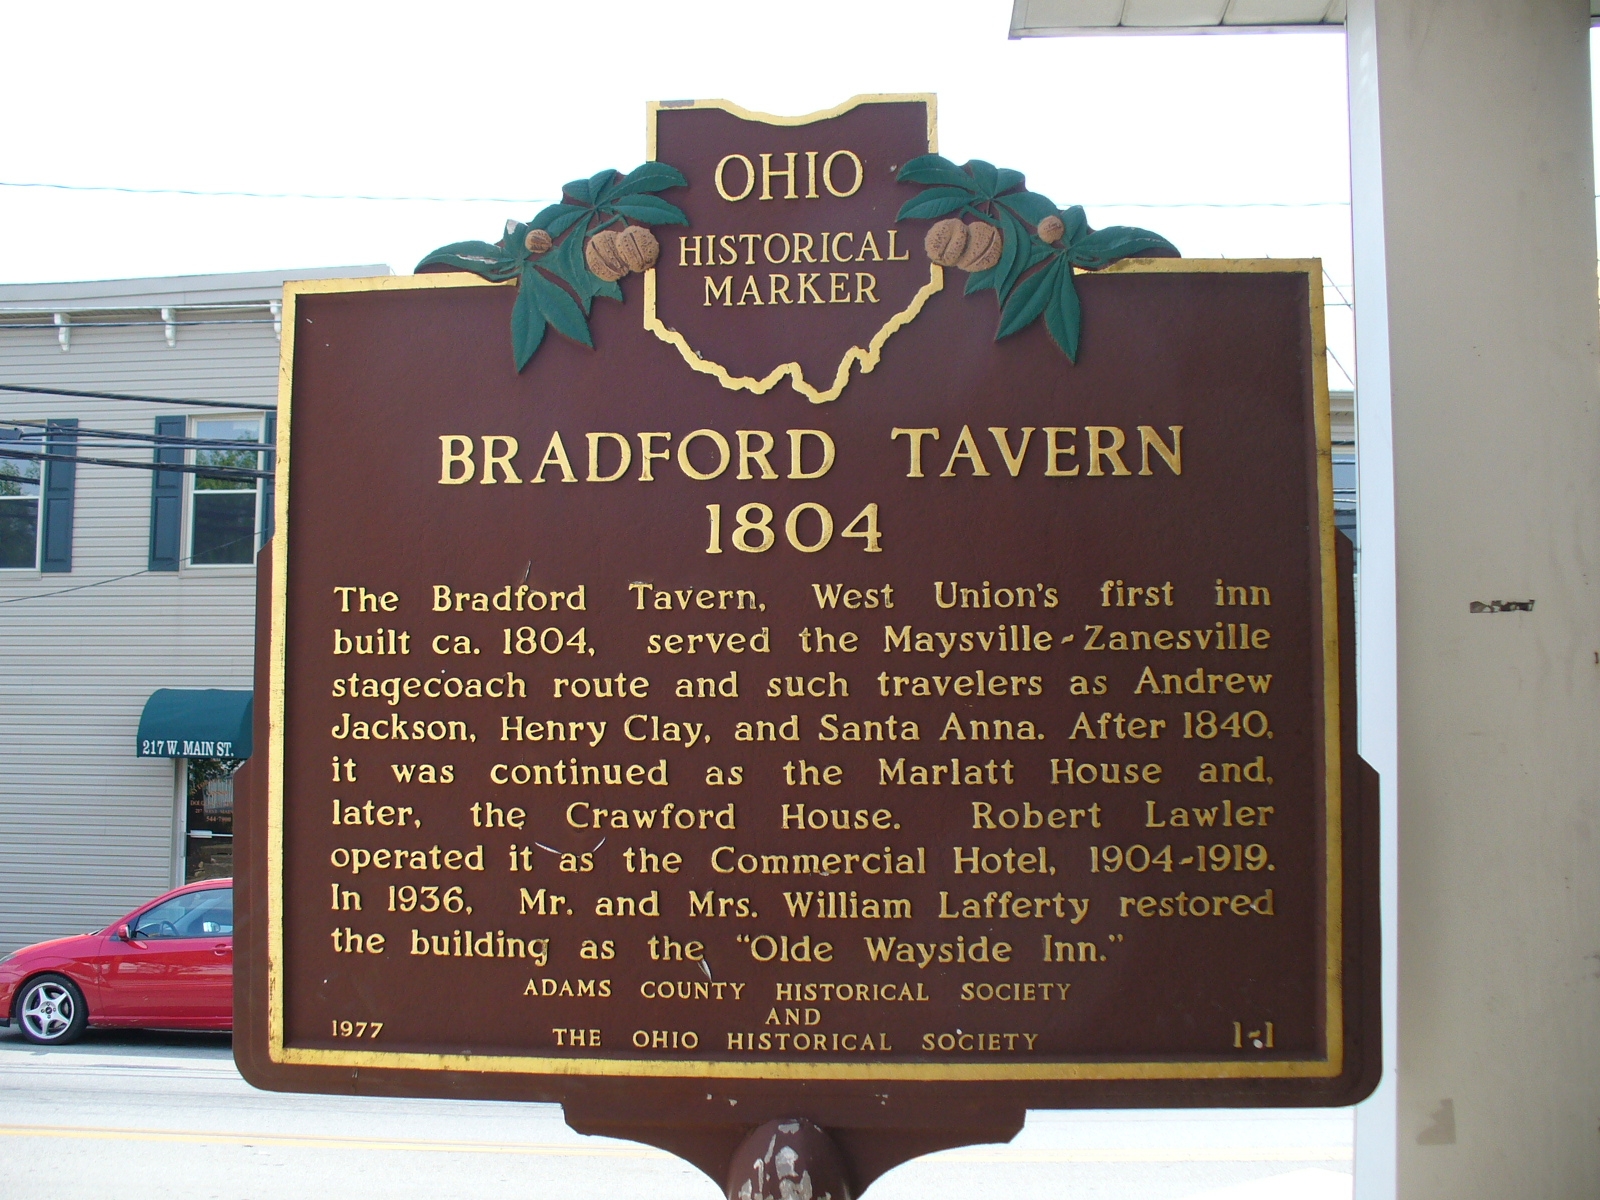 OHIO
HISTORICAL
MARKER
BRADFORD TAVERN
1804
The Bradford Tavern, West Union's first inn
built ca. 1804, served the Maysville-Zanesville
stagecoach route and such travelers as Andrew
Jackson, Henry Clay, and Santa Anna. After 1840,
it was continued as the Marlatt House and,
later, the Crawford House. Robert Lawler
operated it as the Commercial Hotel, 1904-1919.
In 1936, Mr. and Mrs. William Lafferty restored
the building as the "Olde Wayside Inn."
ADAMS COUNTY HISTORICAL SOCIETY
AND
THE OHIO HISTORICAL SOCIETY
1977
1-1
217 W. MAIN ST.